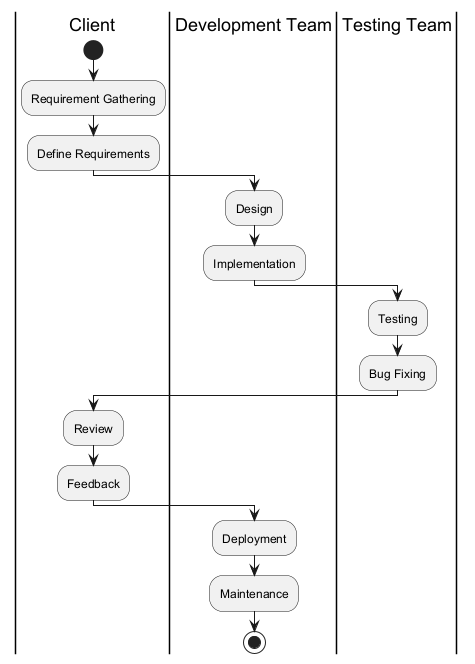 Client
Development Team
Testing Team
Requirement Gathering
Define Requirements
Design
Implementation
Testing
Bug Fixing
Review
Feedback
Deployment
Maintenance